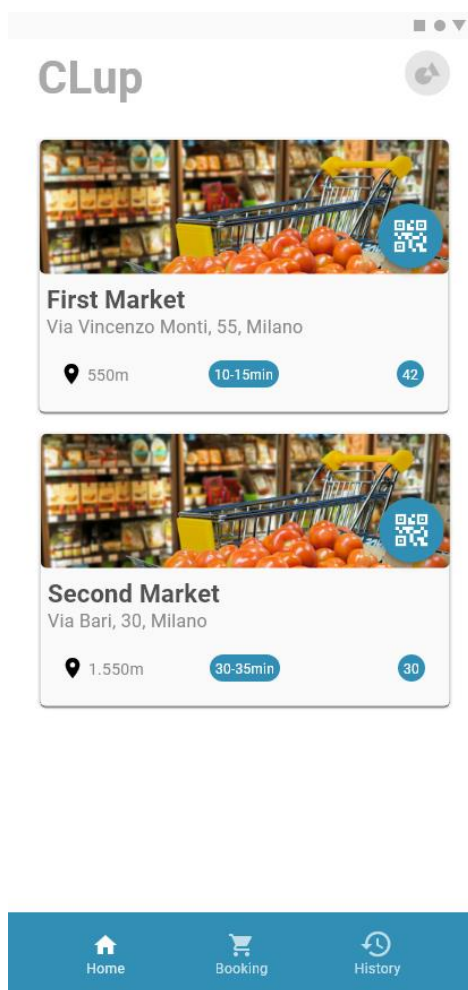 CLup
First Market
Via Vincenzo Monti, 55, Milano
550m 10-15min 42
Second Market
Via Bari, 30, Milano
1.550m 30-35min 30
Home Booking History